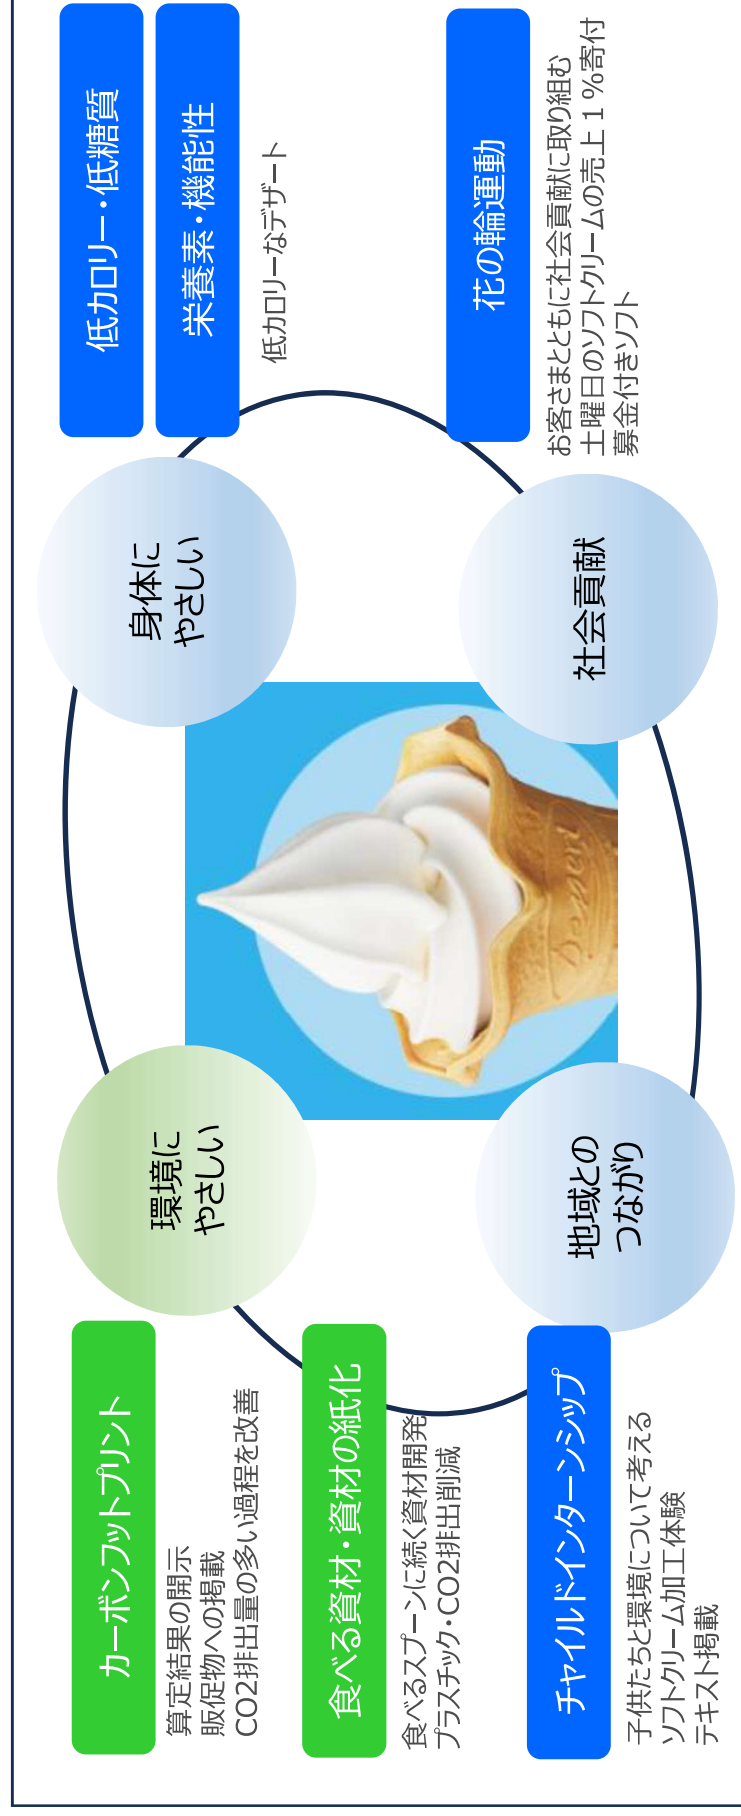 カーボンフットプリント
算定結果の開示
販促物への掲載
CO2排出量の多い過程を改善
食べる資材・資材の紙化
食べるスプーンに続く資材開発
プラスチック・CO2排出削減
チャイルドインターンシップ
子供たちと環境について考える
ソフトクリーム加工体験
テキスト掲載
環境に
やさしい
地域との
つながり
身体に
やさしい
社会貢献
低カロリー・低糖質
栄養素・機能性
低カロリーなデザート
花の輪運動
お客さまとともに社会貢献に取り組む
土曜日のソフトクリームの売上1%寄付
募金付きソフト